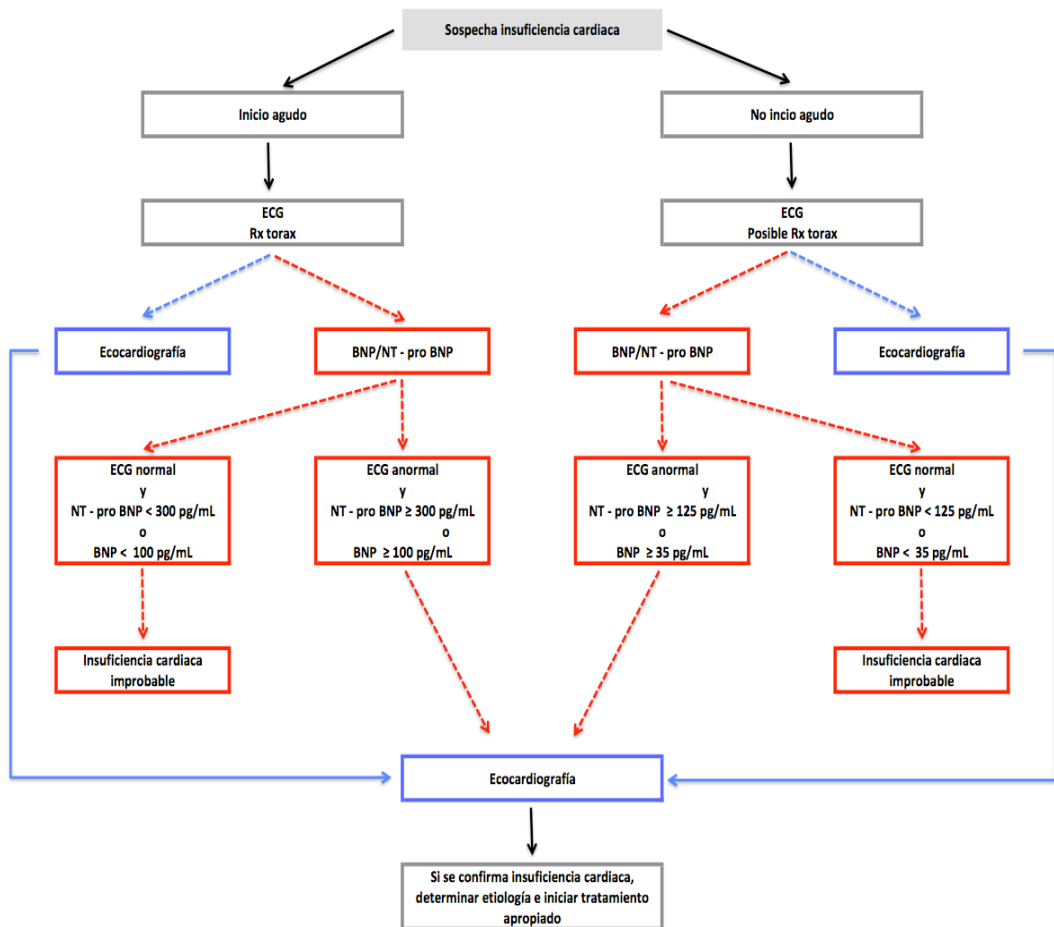 Sospecha insuficiencia cardiaca
Inicio agudo
No incio agudo
ECG
Rx torax
ECG
Posible Rx torax
Ecocardiografía
BNP/NT - pro BNP
BNP/NT - pro BNP
Ecocardiografía
ECG normal
y
NT - pro BNP < 300 pg/mL
o
BNP < 100 pg/mL
ECG anormal
y
NT - pro BNP ≥ 300 pg/mL
o
BNP ≥ 100 pg/mL
ECG anormal
y
NT - pro BNP ≥ 125 pg/mL
o
BNP ≥ 35 pg/mL
ECG normal
y
NT - pro BNP < 125 pg/mL
o
BNP < 35 pg/mL
Insuficiencia cardiaca
improbable
Insuficiencia cardiaca
improbable
Ecocardiografía
Si se confirma insuficiencia cardiaca,
determinar etiología e iniciar tratamiento
apropiado